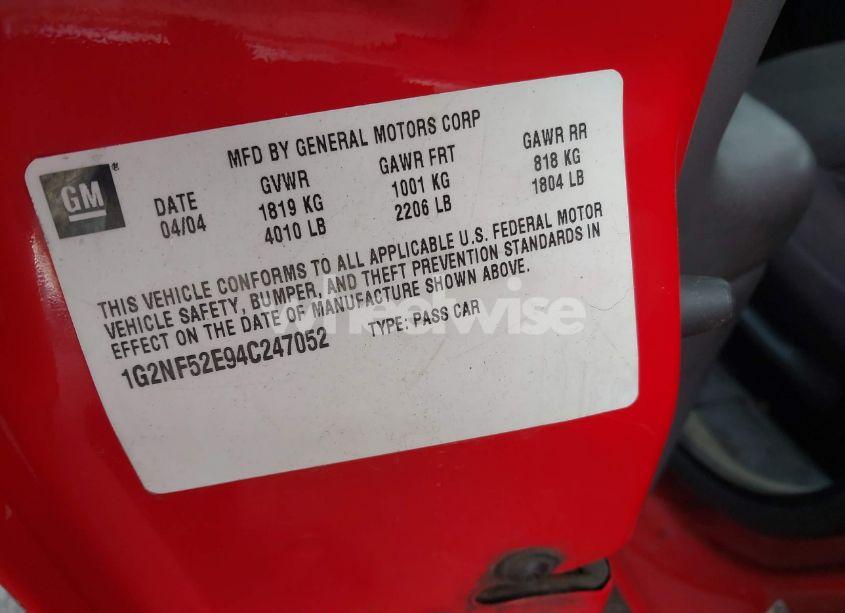 MFD BY GENERAL MOTORS CORP
GM®
DATE GVWR GAWR FRT GAWR RR
04/04 1819 KG 1001 KG 818 KG
4010 LB 2206 LB 1804 LB
THIS VEHICLE CONFORMS TO ALL APPLICABLE U.S. FEDERAL MOTOR
VEHICLE SAFETY, BUMPER, AND THEFT PREVENTION STANDARDS IN
EFFECT ON THE DATE OF MANUFACTURE SHOWN ABOVE.
1G2NF52E94C247052 TYPE: PASS CAR
wheelwise